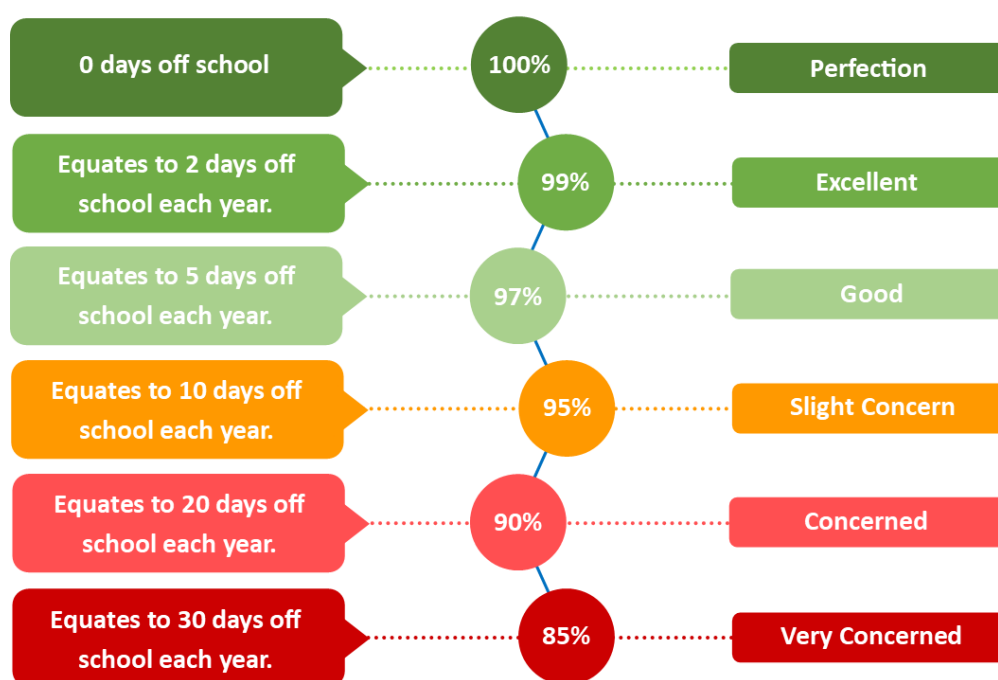 0 days off school
100%
Perfection
Equates to 2 days off
school each year.
99%
Excellent
Equates to 5 days off
school each year.
97%
Good
Equates to 10 days off
school each year.
95%
Slight Concern
Equates to 20 days off
school each year.
90%
Concerned
Equates to 30 days off
school each year.
85%
Very Concerned